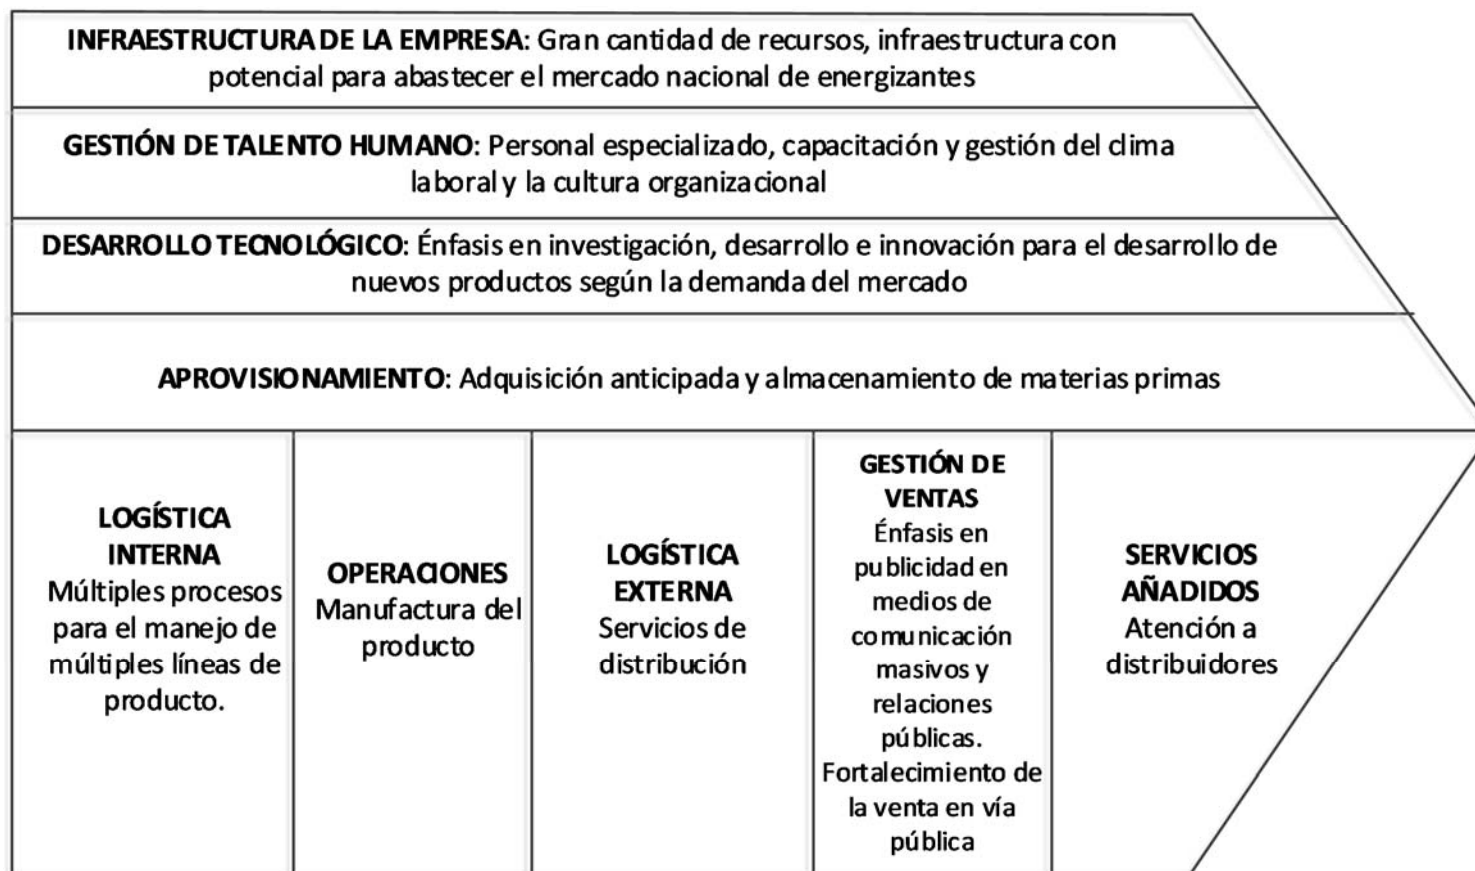 INFRAESTRUCTURA DE LA EMPRESA: Gran cantidad de recursos, infraestructura con
potencial para abastecer el mercado nacional de energizantes
GESTIÓN DE TALENTO HUMANO: Personal especializado, capacitación y gestión del clima
laboral y la cultura organizacional
DESARROLLO TECNOLÓGICO: Énfasis en investigación, desarrollo e innovación para el desarrollo de
nuevos productos según la demanda del mercado
APROVISIONAMIENTO: Adquisición anticipada y almacenamiento de materias primas
LOGÍSTICA
INTERNA
Múltiples procesos
para el manejo de
múltiples líneas de
producto.
OPERACIONES
Manufactura del
producto
LOGÍSTICA
EXTERNA
Servicios de
distribución
GESTIÓN DE
VENTAS
Énfasis en
publicidad en
medios de
comunicación
masivos y
relaciones
públicas.
Fortalecimiento de
la venta en vía
pública
SERVICIOS
AÑADIDOS
Atención a
distribuidores